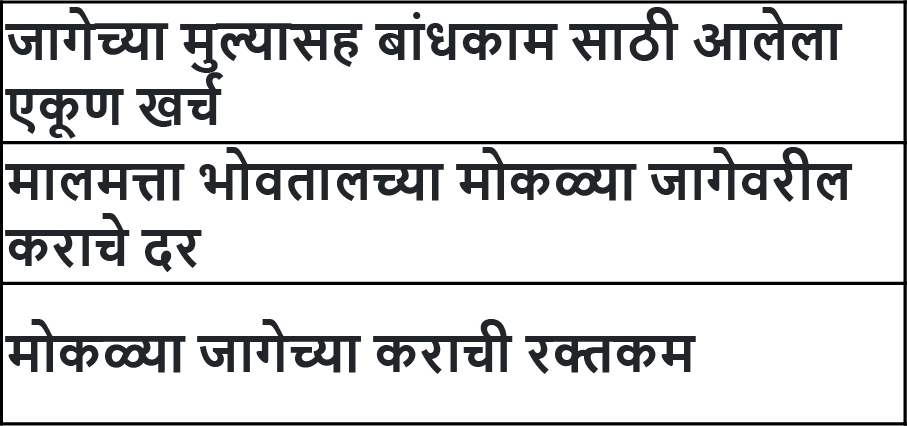 जागेच्या मुल्यासह बांधकाम साठी आलेला
एकूण खर्च
मालमत्ता भोवतालच्या मोकळ्या जागेवरील
कराचे दर
मोकळ्या जागेच्या कराची रक्तकम